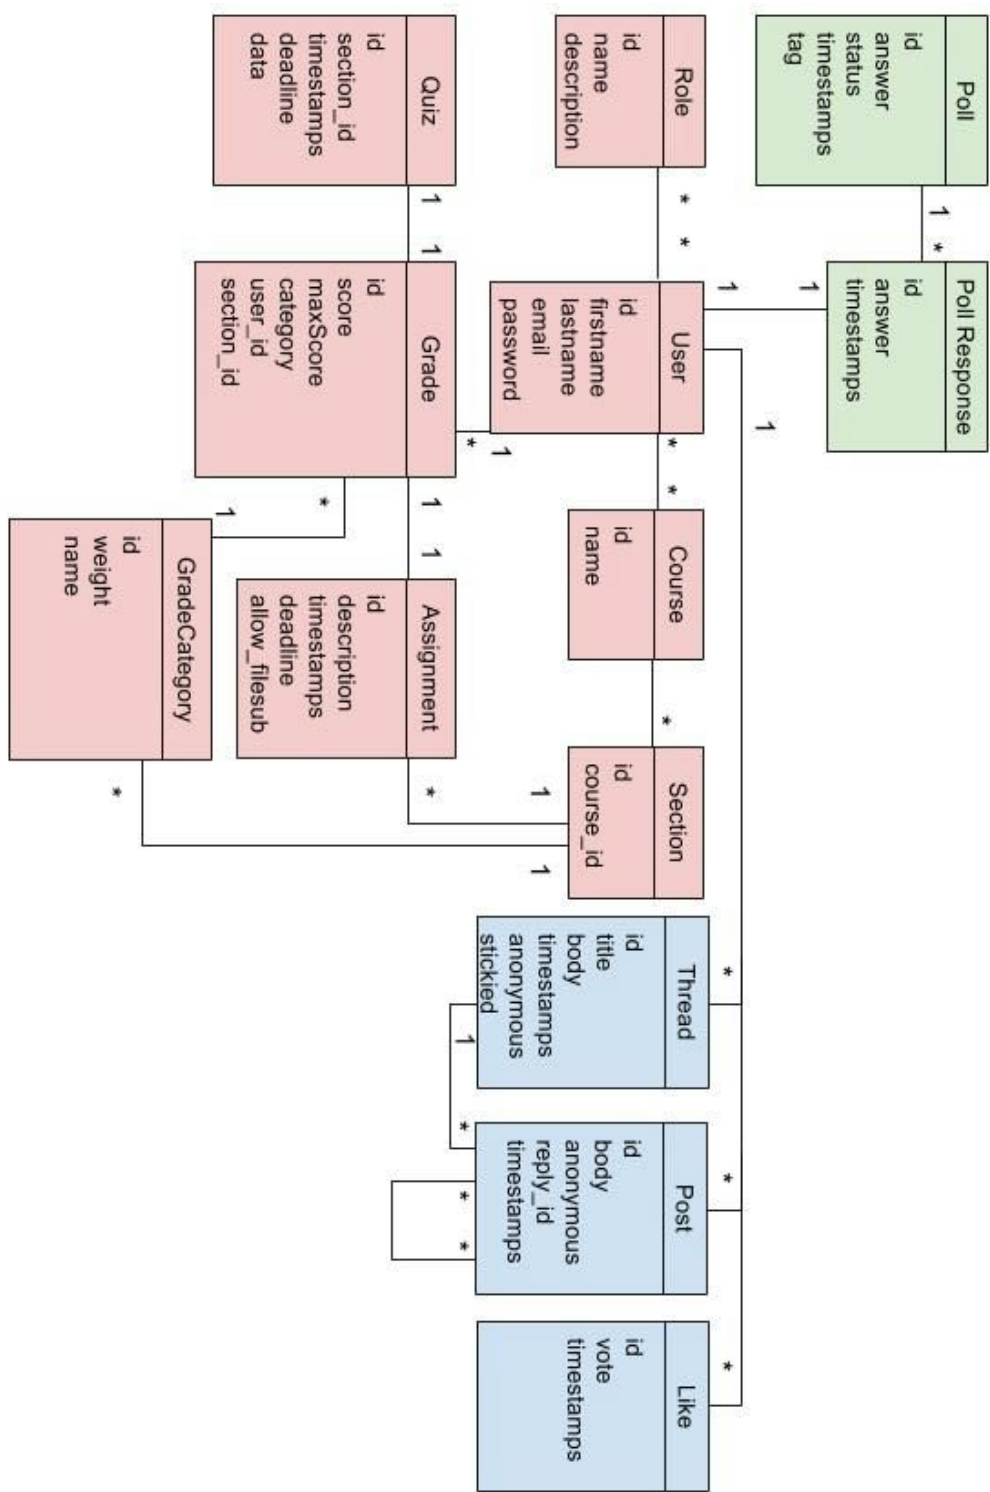 Poll
id
answer
status
timestamps
tag
1
*
Poll Response
id
answer
timestamps
1
1
Role
id
name
description
*
*
User
id
firstname
lastname
email
password
1
*
*
Course
id
name
*
Section
id
course_id
1
1
Quiz
id
section_id
timestamps
deadline
data
1
1
Grade
id
score
maxScore
category
user_id
section_id
1
*
1
1
*
1
Assignment
id
description
timestamps
deadline
allow_filesub
*
GradeCategory
id
weight
name
*
*
Thread
id
title
body
timestamps
anonymous
stickied
1
*
*
Post
id
body
anonymous
reply_id
timestamps
*
*
*
Like
id
vote
timestamps